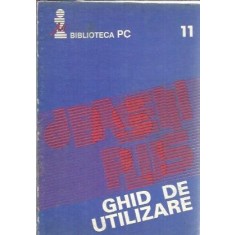 BIBLIOTECA PC
11
GHID DE
UTILIZARE